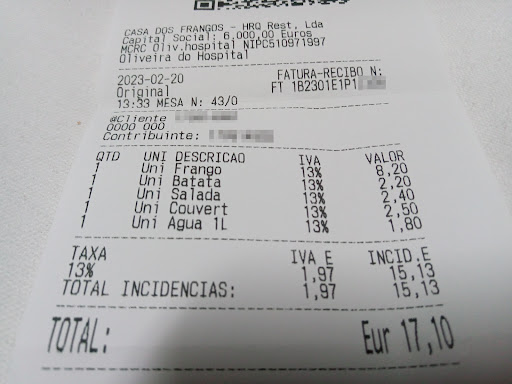 CASA DOS FRANGOS - HRQ Rest, Lda
Capital Social: 6.000,00 Euros
MCRC Oliv.hospital NIPC510971997
Oliveira do Hospital
2023-02-20 FATURA-RECIBO N:
Original FT 1B2301E1P1
13:33 MESA N: 43/0
@Cliente
0000 000
Contribuinte:
QTD UNI DESCRICAO IVA VALOR
1 Uni Frango 13% 8,20
1 Uni Batata 13% 2,20
1 Uni Salada 13% 2,40
1 Uni Couvert 13% 2,50
1 Uni Agua 1L 13% 1,80
TAXA IVA E INCID.E
13% 1,97 15,13
TOTAL INCIDENCIAS: 1,97 15,13
TOTAL: Eur 17,10